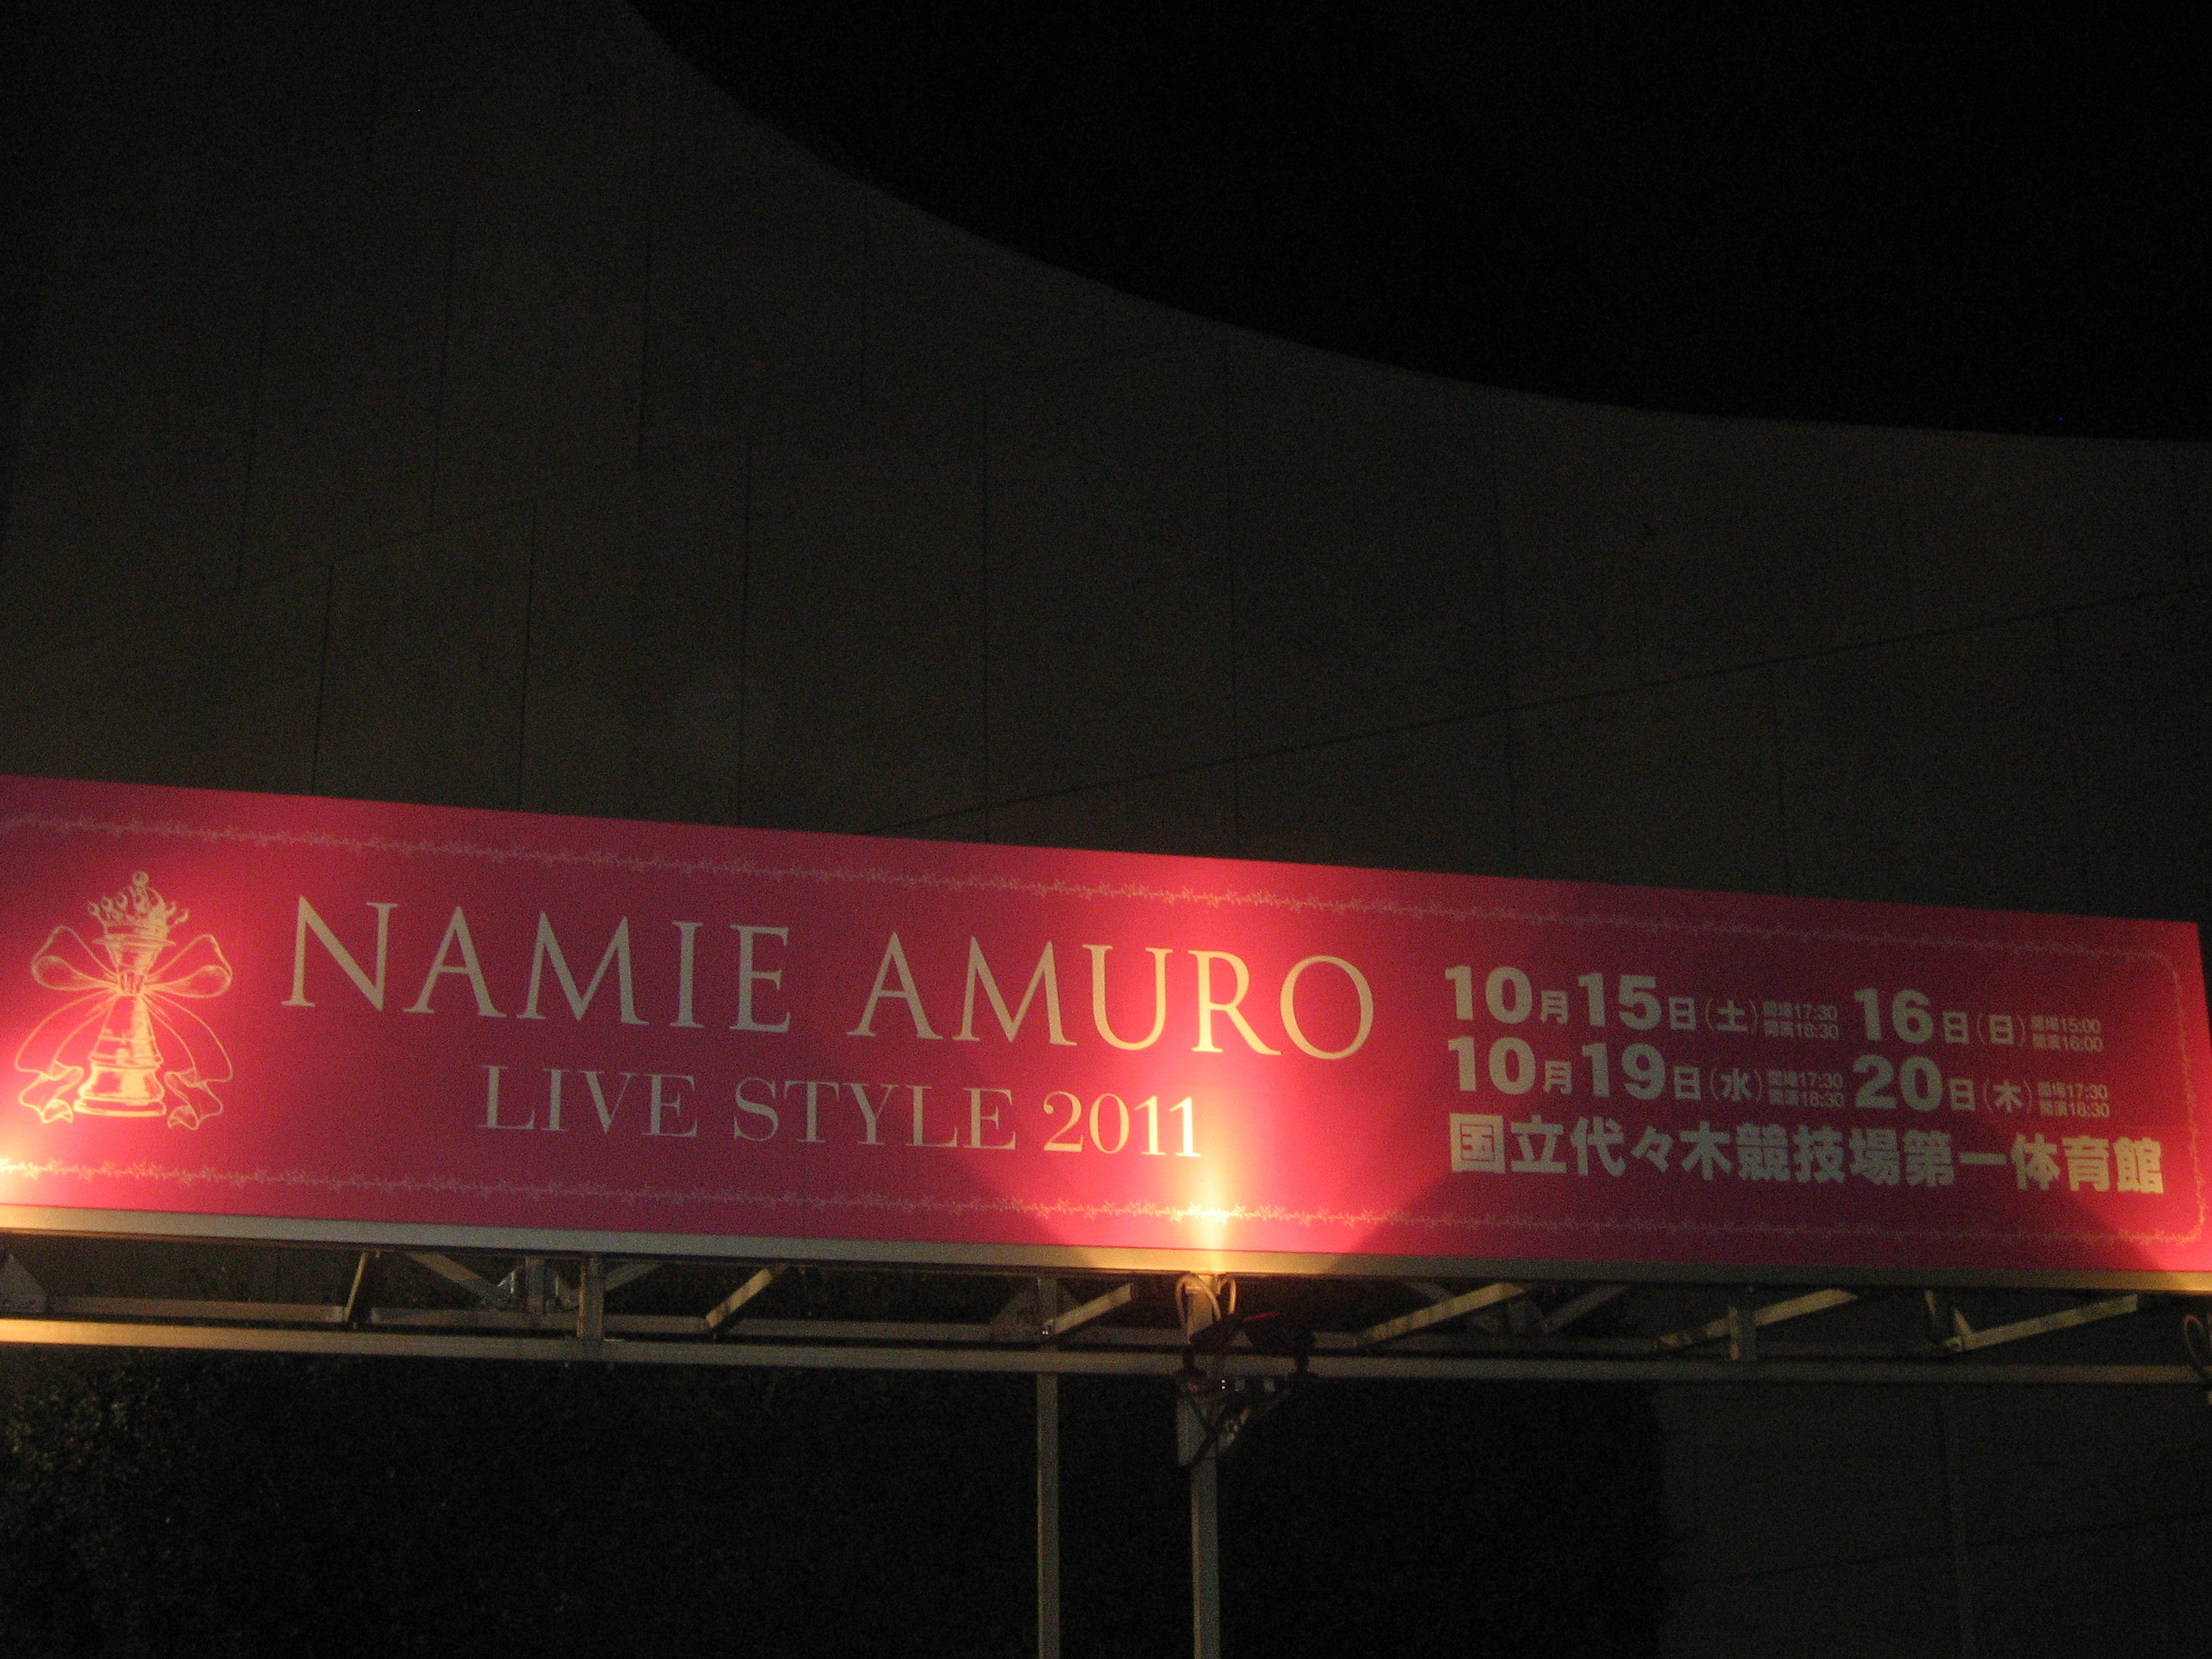 NAMIE AMURO
LIVE STYLE 2011
10月15日(土) 開場17:30 開演18:30 16日(日) 開場15:00 開演16:00
10月19日(水) 開場17:30 開演18:30 20日(木) 開場17:30 開演18:30
国立代々木競技場第一体育館